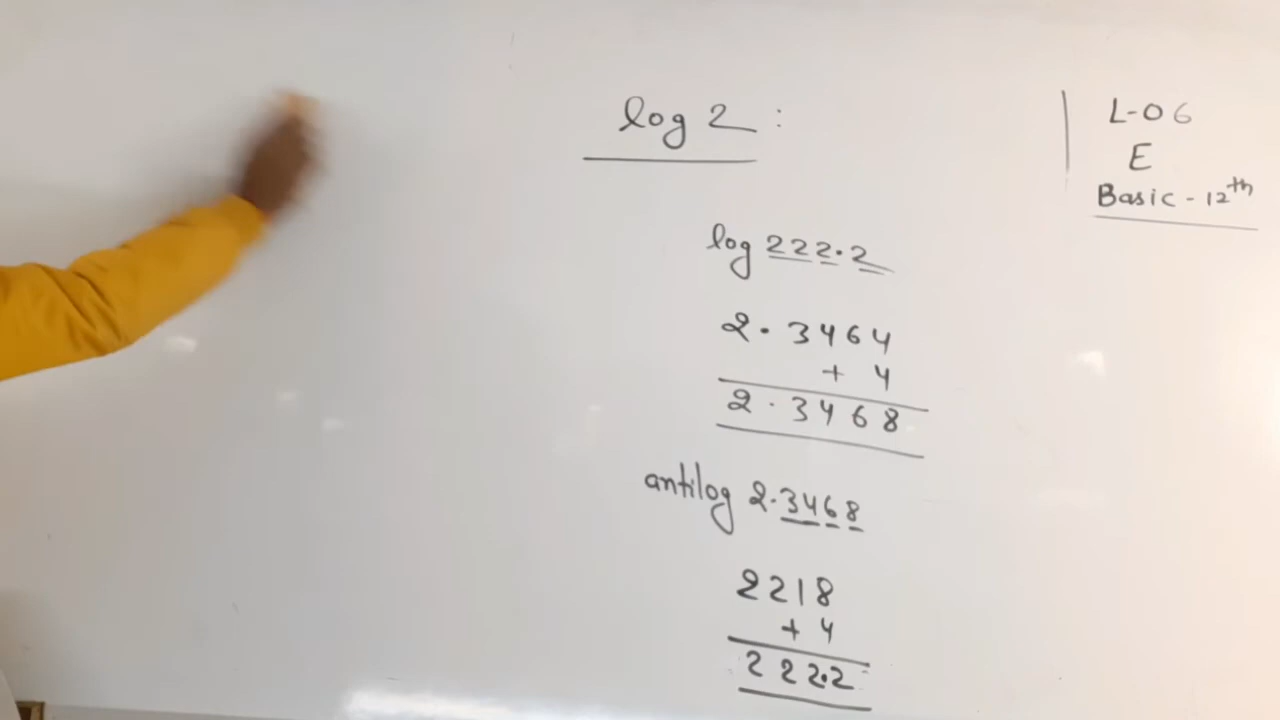 log 2 :
L-06
E
Basic - 12th
log 222.2
2.3464
+ 4
2.3468
antilog 2.3468
2218
+ 4
222.2